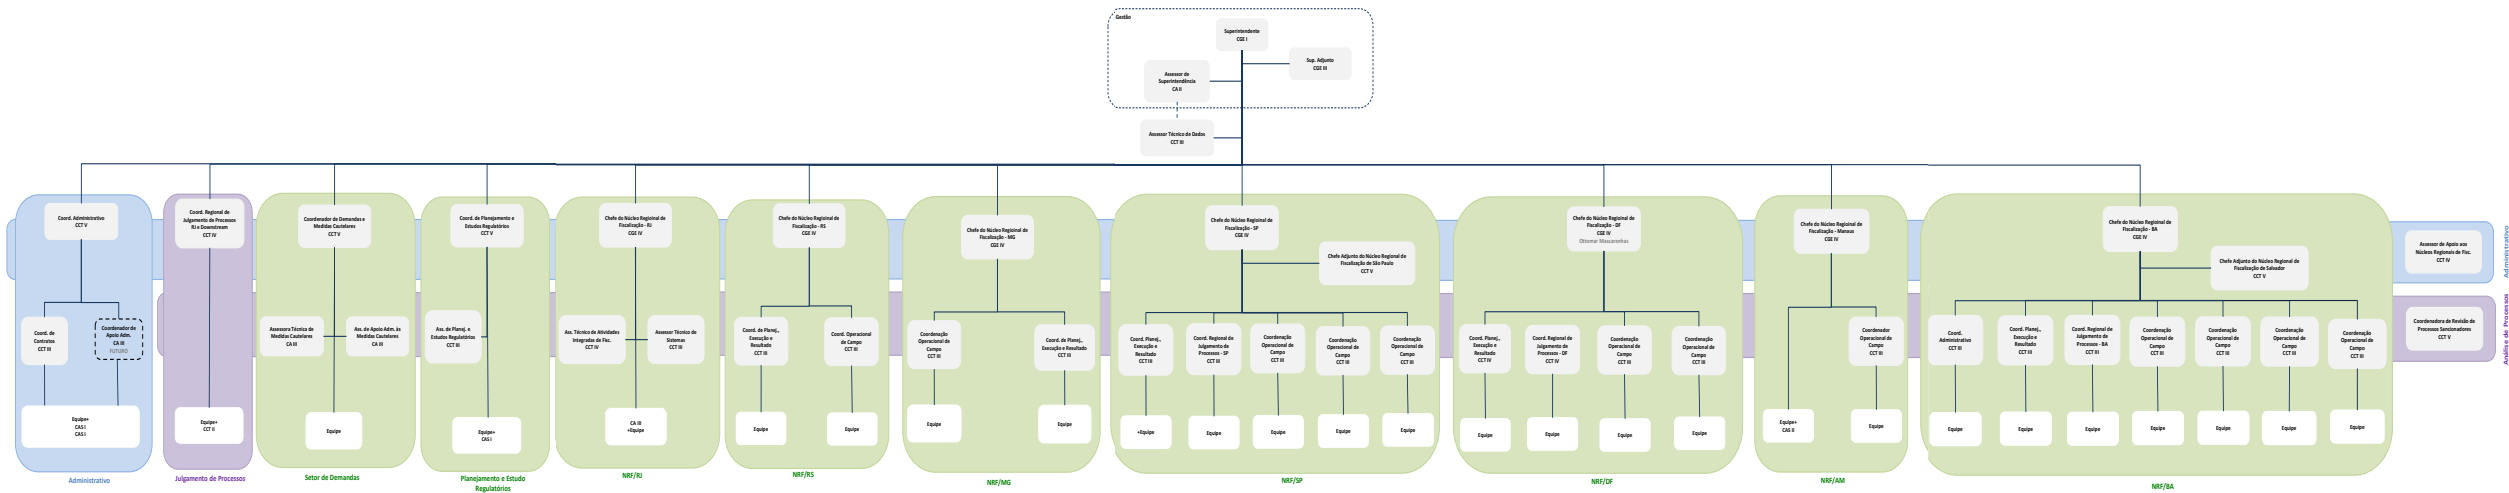 Gestão
Superintendente
CGE I
Sup. Adjunto
CGE III
Assessor de
Superintendência
CA II
Assessor Técnico de Dados
CCT III
Coord. Administrativo
CCT V
Coord. de
Contratos
CCT III
Coordenador de
Apoio Adm.
CA III
FUTURO
Equipe+
CAS I
CAS I
Administrativo
Coord. Regional de
Julgamento de Processos
RJ e Downstream
CCT IV
Equipe+
CCT II
Julgamento de Processos
Coordenador de Demandas e
Medidas Cautelares
CCT V
Assessora Técnica de
Medidas Cautelares
CA III
Ass. de Apoio Adm. às
Medidas Cautelares
CA III
Equipe
Setor de Demandas
Coord. de Planejamento e
Estudos Regulatórios
CCT V
Ass. de Planej. e
Estudos Regulatórios
CCT III
Equipe+
CAS I
Planejamento e Estudo
Regulatórios
Chefe do Núcleo Regioinal de
Fiscalização - RJ
CGE IV
Ass. Técnico de Atividades
Integradas de Fisc.
CCT IV
Assessor Técnico de
Sistemas
CCT III
CA III
+Equipe
NRF/RJ
Chefe do Núcleo Regional de
Fiscalização - RS
CGE IV
Coord. de Planej.,
Execução e
Resultado
CCT III
Coord. Operacional
de Campo
CCT III
Equipe
Equipe
NRF/RS
Chefe do Núcleo Regional de
Fiscalização - MG
CGE IV
Coordenação
Operacional de
Campo
CCT III
Coord. de Planej.,
Execução e Resultado
CCT III
Equipe
Equipe
NRF/MG
Chefe do Núcleo Regional de
Fiscalização - SP
CGE IV
Chefe Adjunto do Núcleo Regional de
Fiscalização de São Paulo
CCT V
Coord. Planej.,
Execução e
Resultado
CCT III
Coord. Regional de
Julgamento de
Processos - SP
CCT III
Coordenação
Operacional de
Campo
CCT III
Coordenação
Operacional de
Campo
CCT III
Coordenação
Operacional de
Campo
CCT III
+Equipe
Equipe
Equipe
Equipe
Equipe
NRF/SP
Chefe do Núcleo Regional de
Fiscalização - DF
CGE IV
Ottomar Mascarenhas
Coord. Planej.,
Execução e
Resultado
CCT IV
Coord. Regional de
Julgamento de
Processos - DF
CCT IV
Coordenação
Operacional de
Campo
CCT III
Coordenação
Operacional de
Campo
CCT III
Equipe
Equipe
Equipe
Equipe
NRF/DF
Chefe do Núcleo Regional de
Fiscalização - Manaus
CGE IV
Coordenador
Operacional de
Campo
CCT III
Equipe+
CAS II
Equipe
NRF/AM
Chefe do Núcleo Regional de
Fiscalização - BA
CGE IV
Chefe Adjunto do Núcleo Regional de
Fiscalização de Salvador
CCT V
Coord.
Administrativo
CCT III
Coord. Planej.,
Execução e
Resultado
CCT III
Coord. Regional de
Julgamento de
Processos - BA
CCT III
Coordenação
Operacional de
Campo
CCT III
Coordenação
Operacional de
Campo
CCT III
Coordenação
Operacional de
Campo
CCT III
Coordenação
Operacional de
Campo
CCT III
Equipe
Equipe
Equipe
Equipe
Equipe
Equipe
Equipe
NRF/BA
Assessor de Apoio aos
Núcleos Regionais de Fisc.
CCT IV
Administrativo
Coordenadora de Revisão de
Processos Sancionadores
CCT V
Análise de Processos